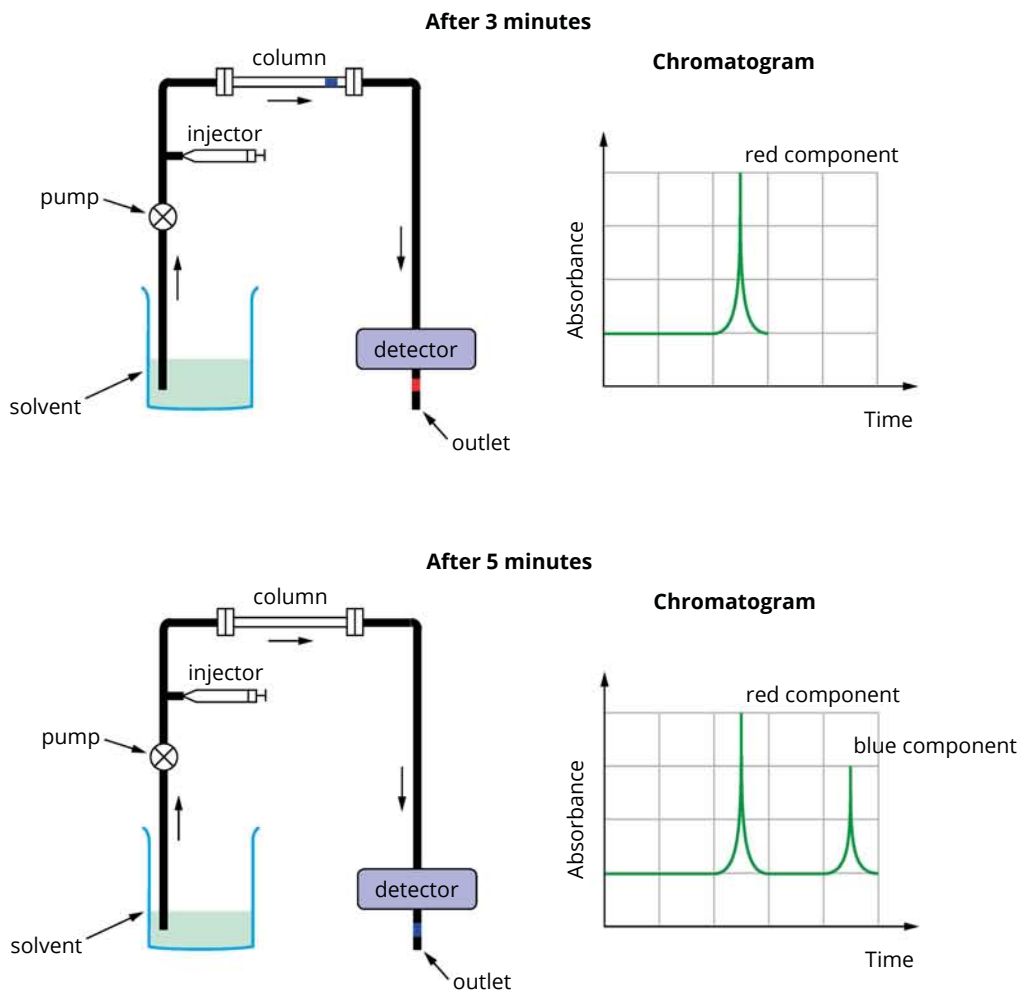 After 3 minutes
column
Chromatogram
injector
red component
pump
Absorbance
detector
solvent
outlet
Time
After 5 minutes
column
Chromatogram
injector
red component
pump
blue component
Absorbance
detector
solvent
outlet
Time